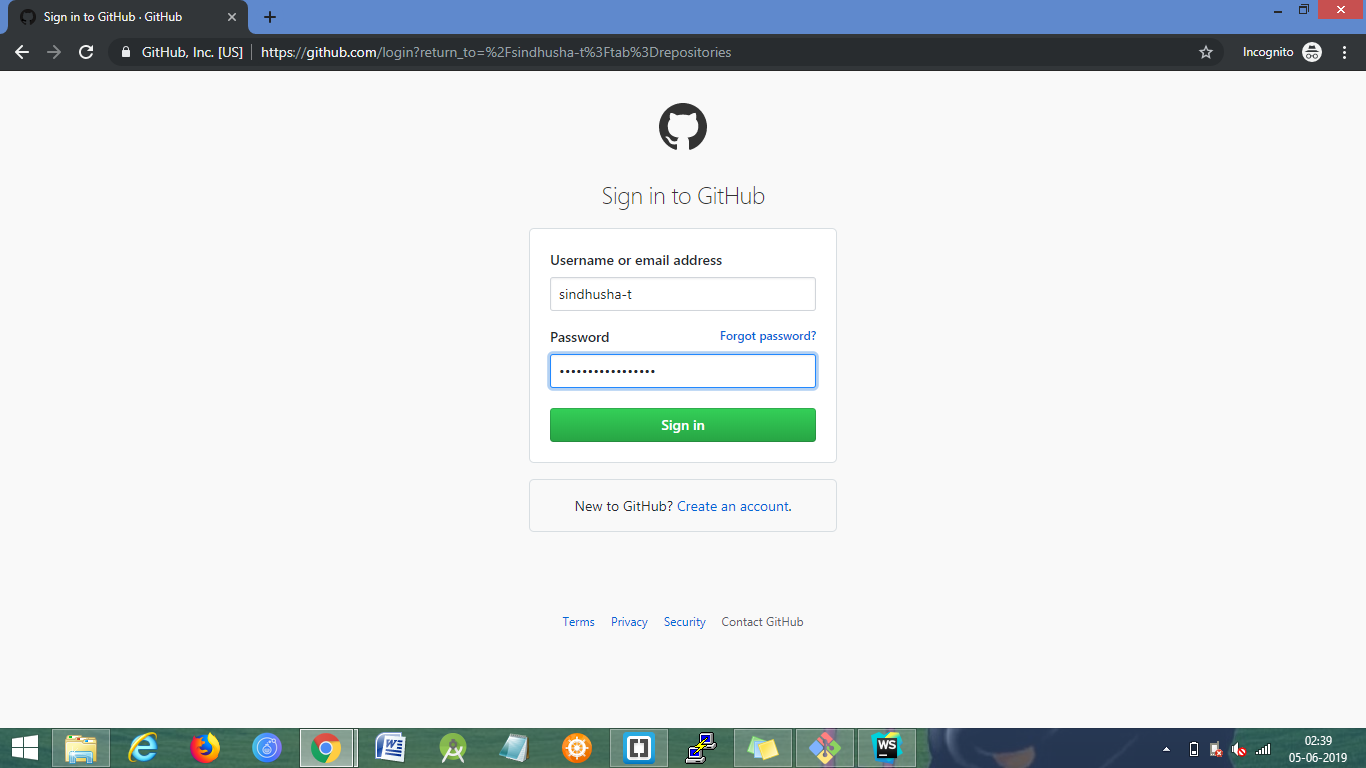 Sign in to GitHub · GitHub
GitHub, Inc. [US] https://github.com/login?return_to=%2Fsindhusha-t%3Ftab%3Drepositories Incognito
Sign in to GitHub
Username or email address
sindhusha-t
Password Forgot password?
•••••••••••••••••
Sign in
New to GitHub? Create an account.
Terms Privacy Security Contact GitHub
W
WS
02:39
05-06-2019